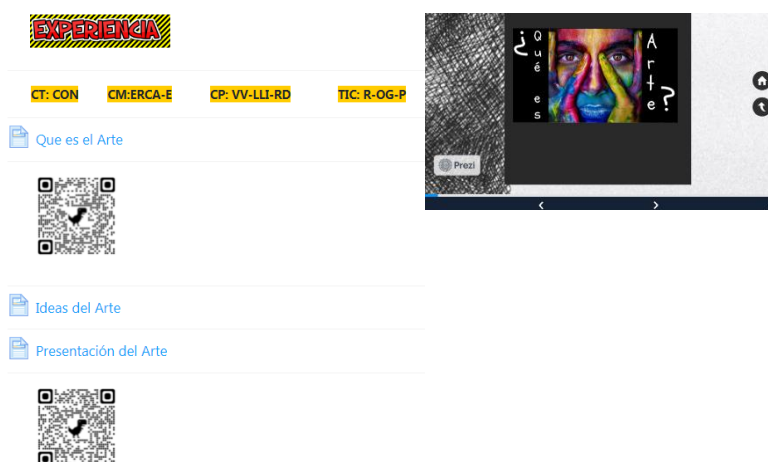 EXPERIENCIA
CT: CON CM:ERCA-E CP: VV-LLI-RD TIC: R-OG-P
Que es el Arte
Ideas del Arte
Presentación del Arte
¿Qué es Arte?
Prezi